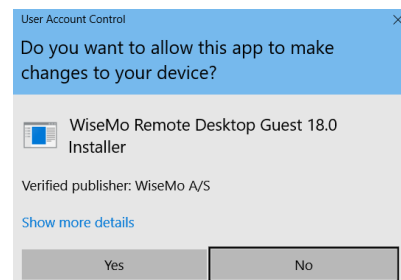 User Account Control
Do you want to allow this app to make
changes to your device?
WiseMo Remote Desktop Guest 18.0
Installer
Verified publisher: WiseMo A/S
Show more details
Yes
No